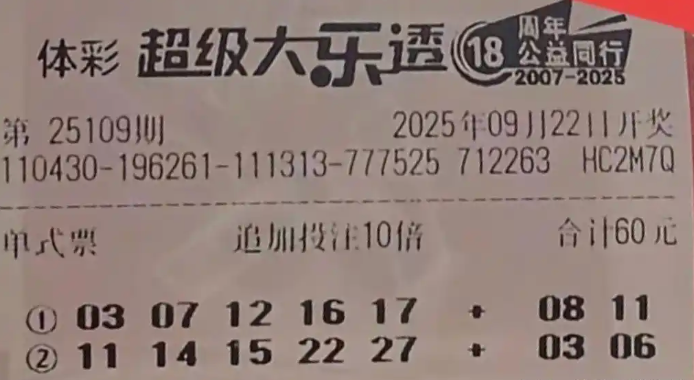 体彩 超级大乐透 18 周年 公益同行 2007-2025
第 25109期 2025年09月22日开奖
110430-196261-111313-777525 712263 HC2M7Q
单式票 追加投注10倍 合计60元
① 03 07 12 16 17 + 08 11
② 11 14 15 22 27 + 03 06